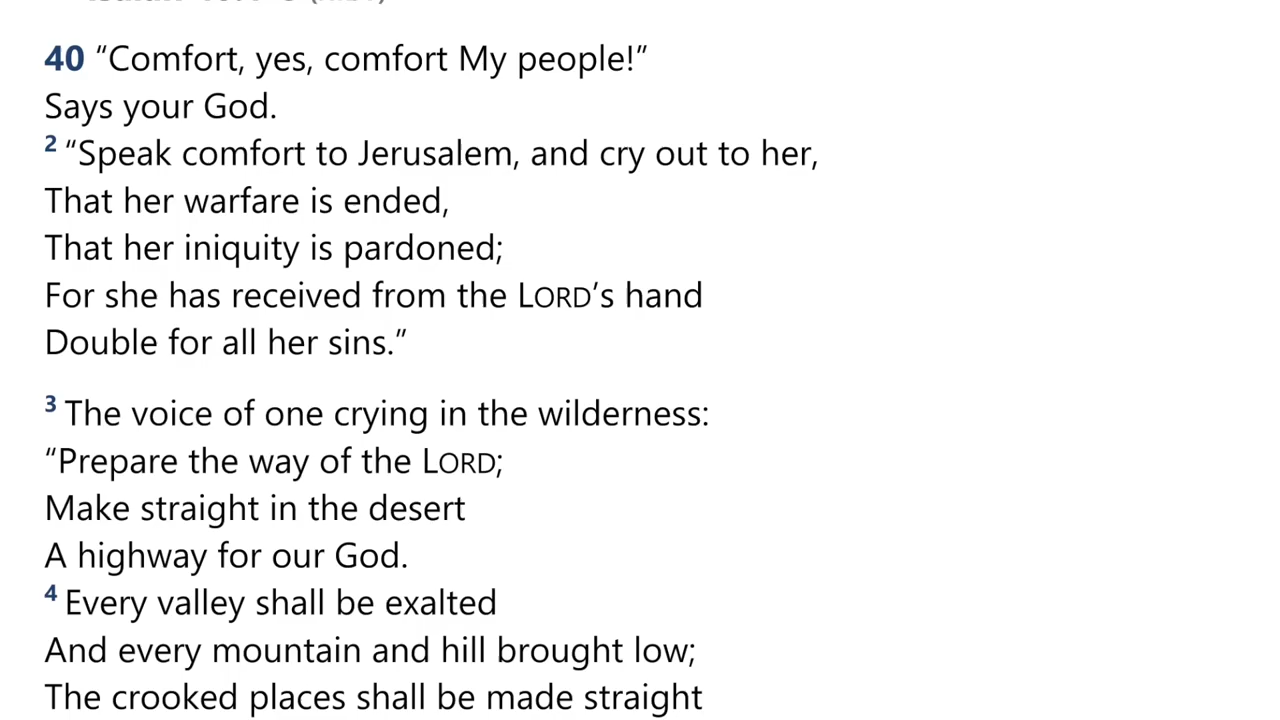 40 “Comfort, yes, comfort My people!”
Says your God.
2 “Speak comfort to Jerusalem, and cry out to her,
That her warfare is ended,
That her iniquity is pardoned;
For she has received from the LORD’s hand
Double for all her sins.”
3 The voice of one crying in the wilderness:
“Prepare the way of the LORD;
Make straight in the desert
A highway for our God.
4 Every valley shall be exalted
And every mountain and hill brought low;
The crooked places shall be made straight